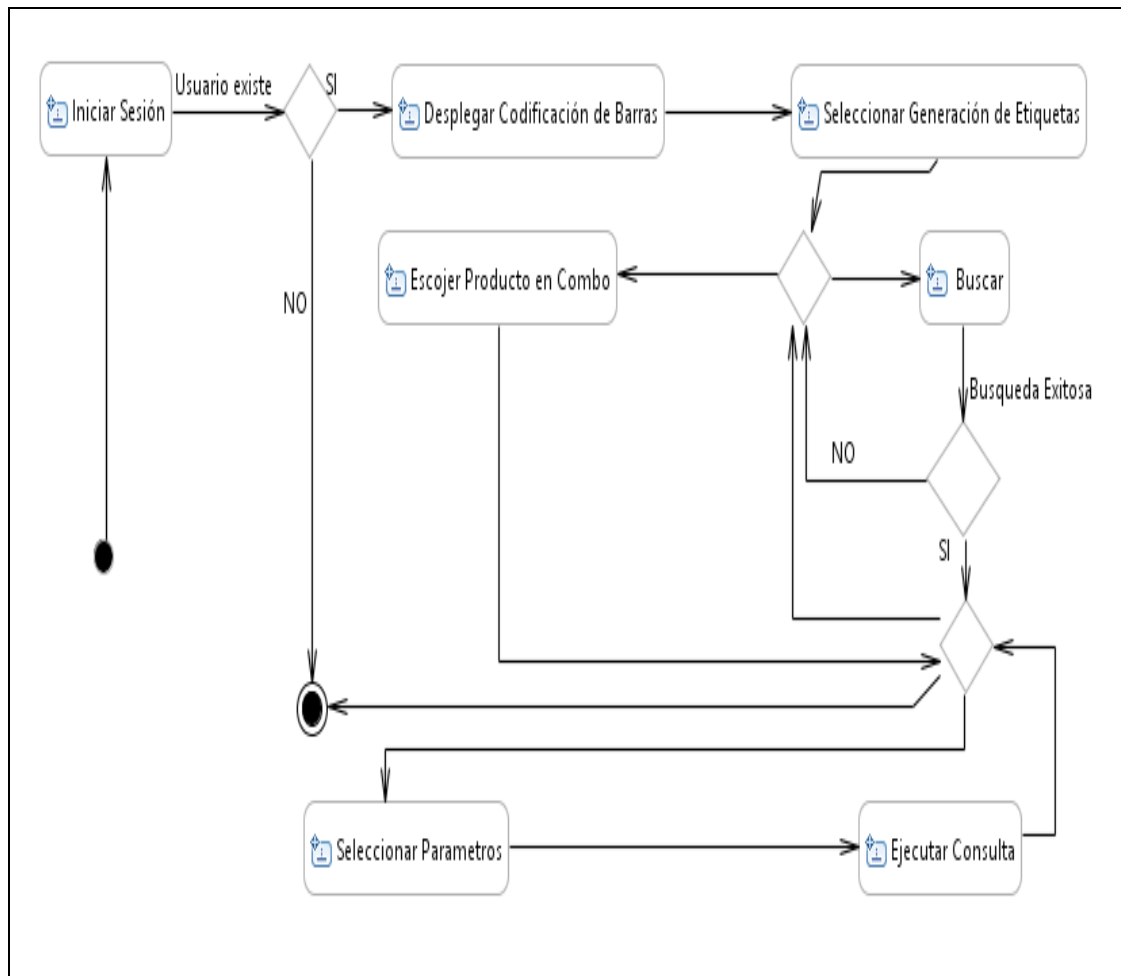 Iniciar Sesión
Usuario existe
SI
Desplegar Codificación de Barras
Seleccionar Generación de Etiquetas
NO
Escojer Producto en Combo
Buscar
Busqueda Exitosa
NO
SI
Seleccionar Parametros
Ejecutar Consulta